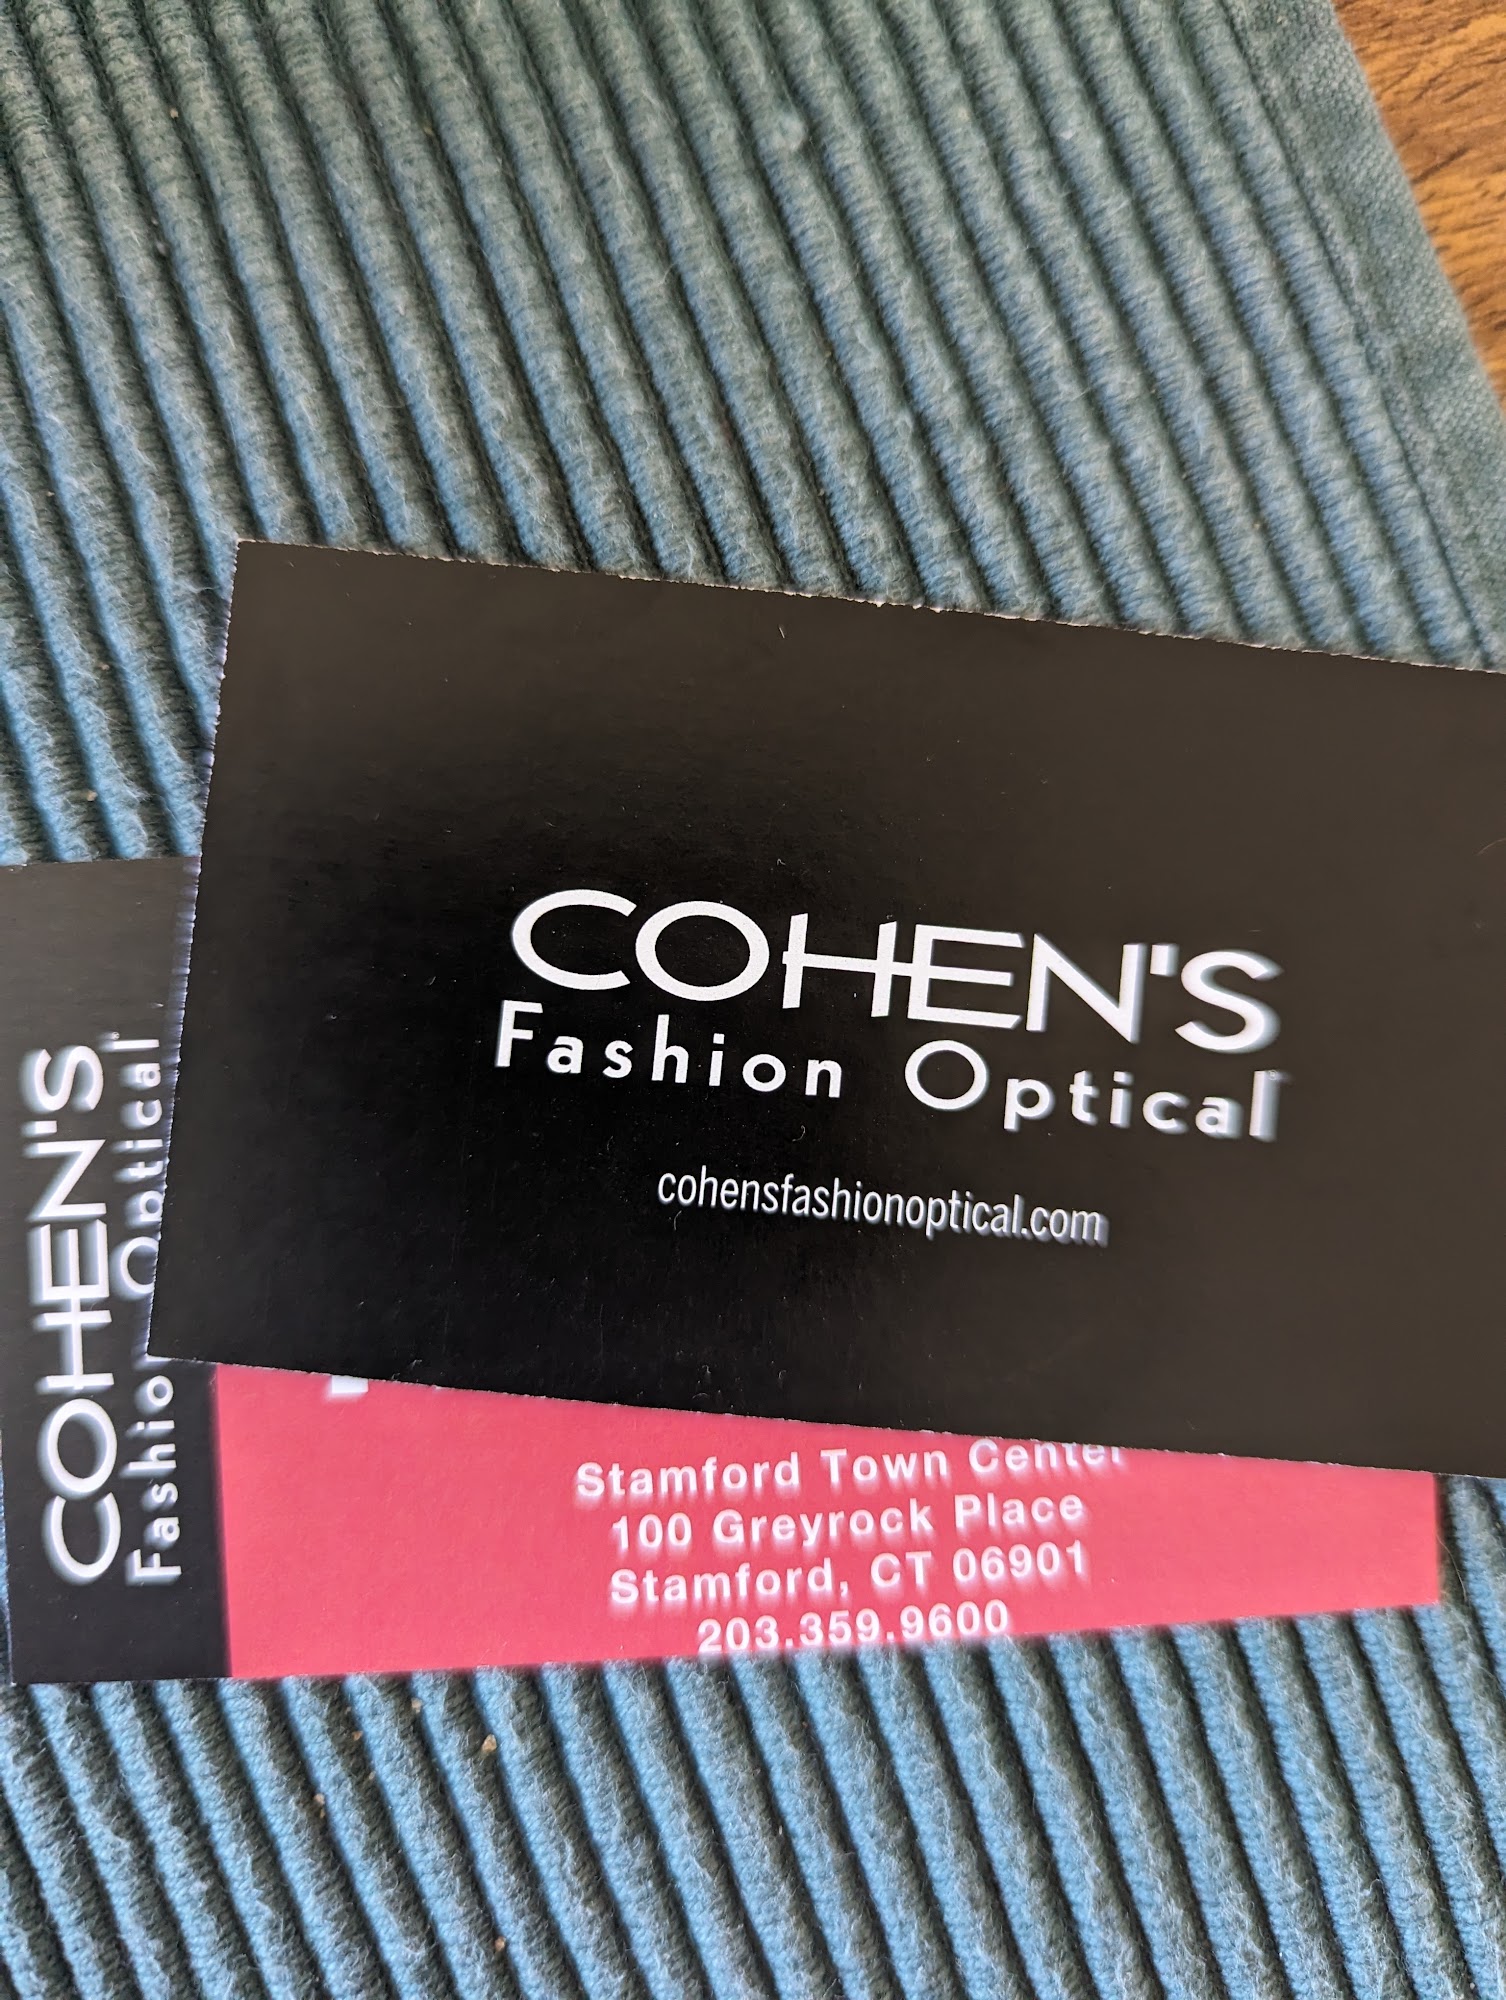 COHEN'S
Fashion Optical
cohensfashionoptical.com
COHEN'S
Fashion Optical
Stamford Town Center
100 Greyrock Place
Stamford, CT 06901
203.359.9600